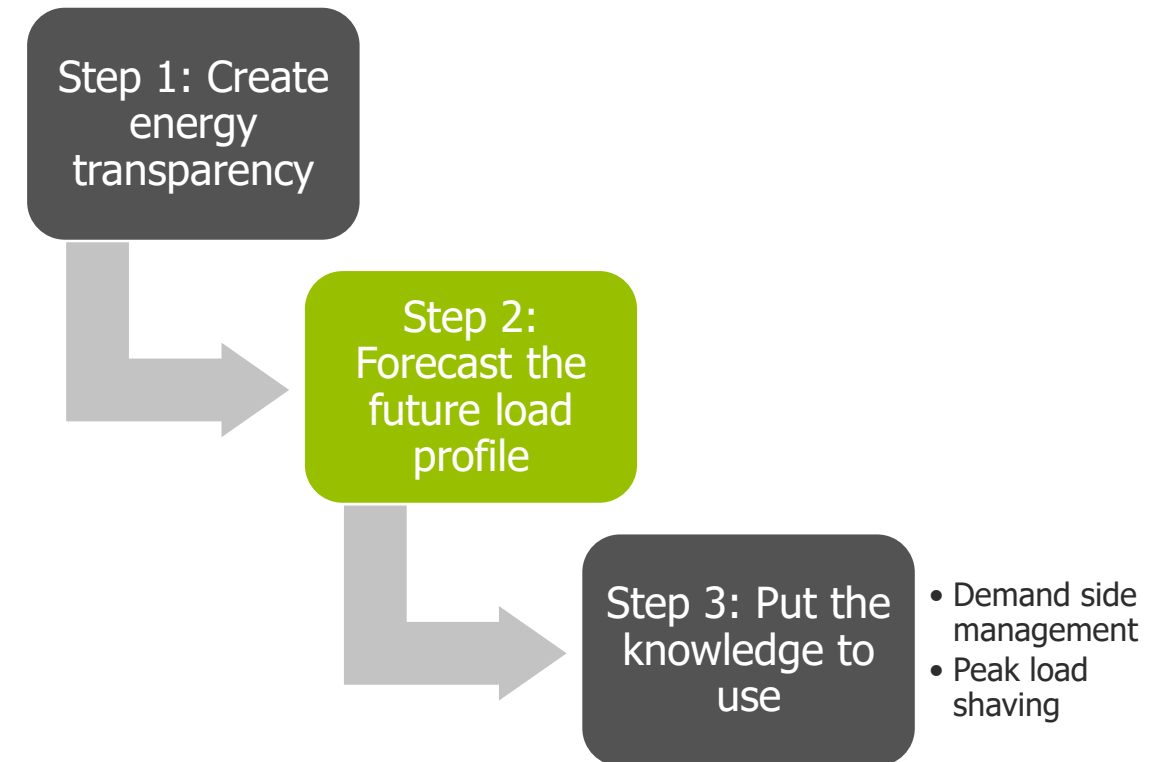 Step 1: Create
energy
transparency
Step 2:
Forecast the
future load
profile
Step 3: Put the
knowledge to
use
• Demand side
management
• Peak load
shaving